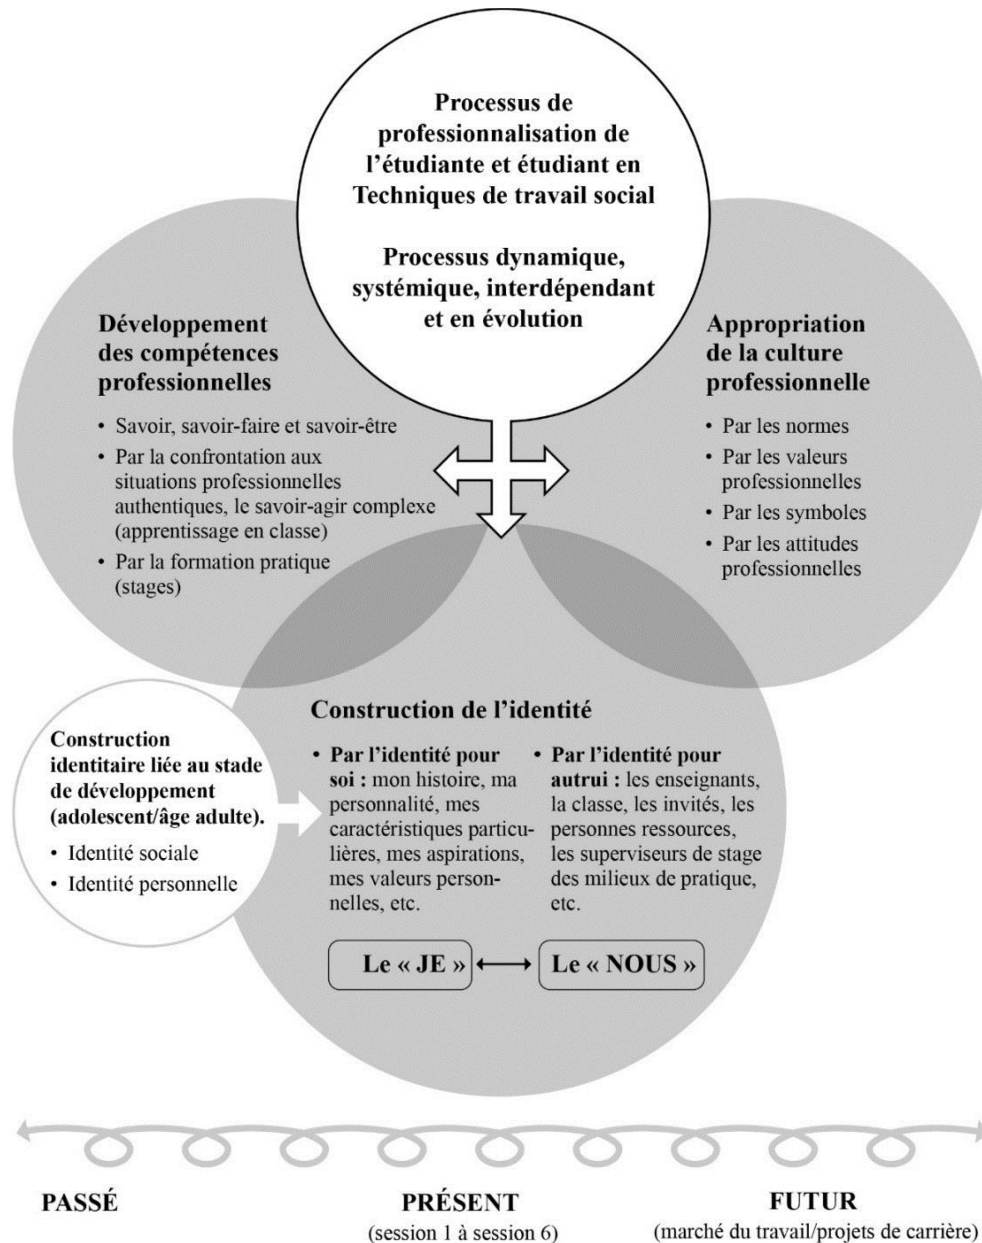 Processus de
professionnalisation de
l’étudiante et étudiant en
Techniques de travail social
Processus dynamique,
systémique, interdépendant
et en évolution
Développement
des compétences
professionnelles
• Savoir, savoir-faire et savoir-être
• Par la confrontation aux
situations professionnelles
authentiques, le savoir-agir complexe
(apprentissage en classe)
• Par la formation pratique
(stages)
Appropriation
de la culture
professionnelle
• Par les normes
• Par les valeurs
professionnelles
• Par les symboles
• Par les attitudes
professionnelles
Construction
identitaire liée au stade
de développement
(adolescent/âge adulte).
• Identité sociale
• Identité personnelle
Construction de l’identité
• Par l’identité pour
soi : mon histoire, ma
personnalité, mes
caractéristiques particu-
lières, mes aspirations,
mes valeurs person-
nelles, etc.
• Par l’identité pour
autrui : les enseignants,
la classe, les invités, les
personnes ressources,
les superviseurs de stage
des milieux de pratique,
etc.
Le « JE »
Le « NOUS »
PASSÉ
PRÉSENT
(session 1 à session 6)
FUTUR
(marché du travail/projets de carrière)